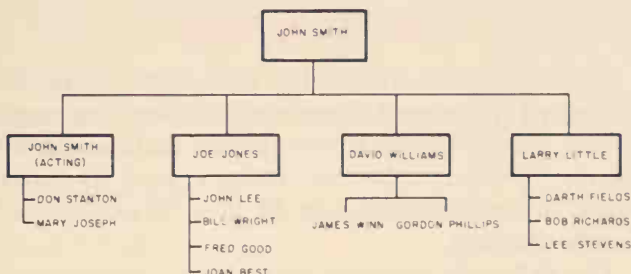 JOHN SMITH
JOHN SMITH
(ACTING)
DON STANTON
MARY JOSEPH
JOE JONES
JOHN LEE
BILL WRIGHT
FRED GOOD
JOAN BEST
DAVID WILLIAMS
JAMES WINN GORDON PHILLIPS
LARRY LITTLE
DARTH FIELDS
BOB RICHARDS
LEE STEVENS